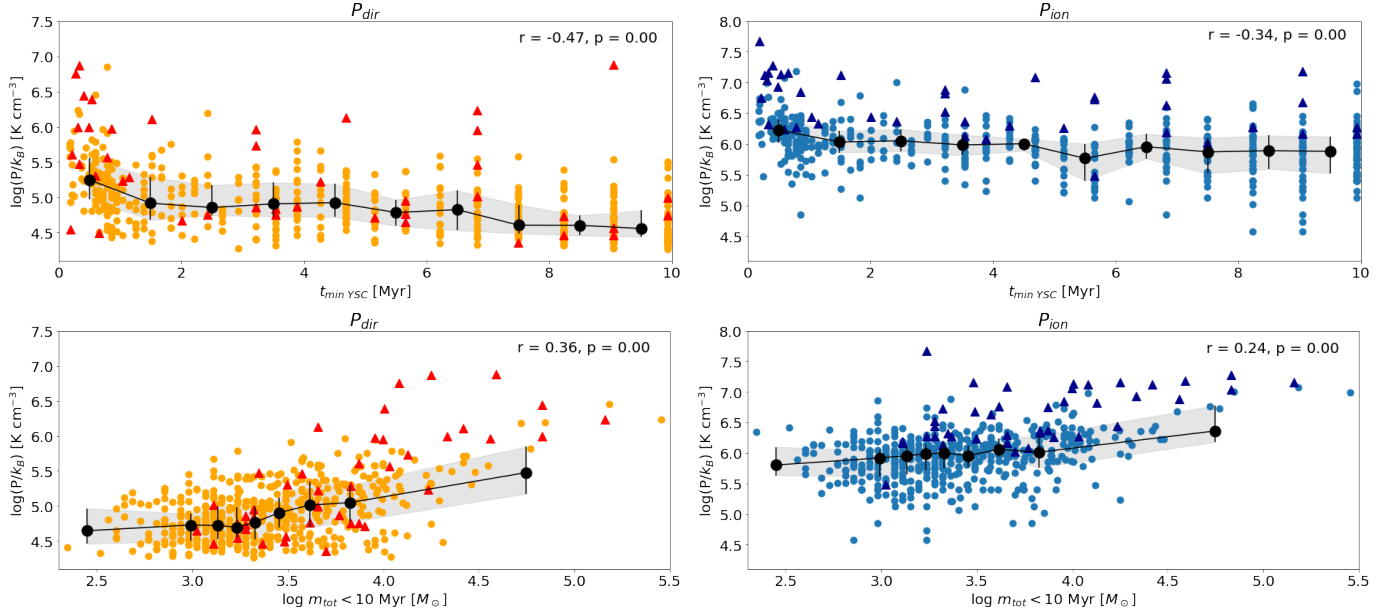 P_dir
r = -0.47, p = 0.00
log(P/k_B) [K cm⁻³]
7.5
7.0
6.5
6.0
5.5
5.0
4.5
0 2 4 6 8 10
t_min YSC [Myr]
P_ion
r = -0.34, p = 0.00
log(P/k_B) [K cm⁻³]
8.0
7.5
7.0
6.5
6.0
5.5
5.0
4.5
0 2 4 6 8 10
t_min YSC [Myr]
P_dir
r = 0.36, p = 0.00
log(P/k_B) [K cm⁻³]
7.5
7.0
6.5
6.0
5.5
5.0
4.5
2.5 3.0 3.5 4.0 4.5 5.0 5.5
log m_tot < 10 Myr [M_⊙]
P_ion
r = 0.24, p = 0.00
log(P/k_B) [K cm⁻³]
8.0
7.5
7.0
6.5
6.0
5.5
5.0
4.5
2.5 3.0 3.5 4.0 4.5 5.0 5.5
log m_tot < 10 Myr [M_⊙]